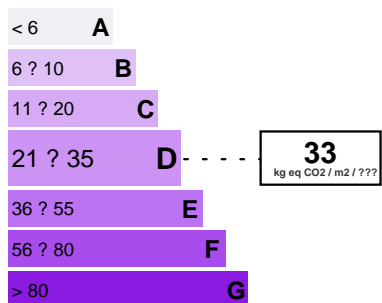 < 6 A
6 ? 10 B
11 ? 20 C
21 ? 35 D
33
kg eq CO2 / m2 / ???
36 ? 55 E
56 ? 80 F
> 80 G